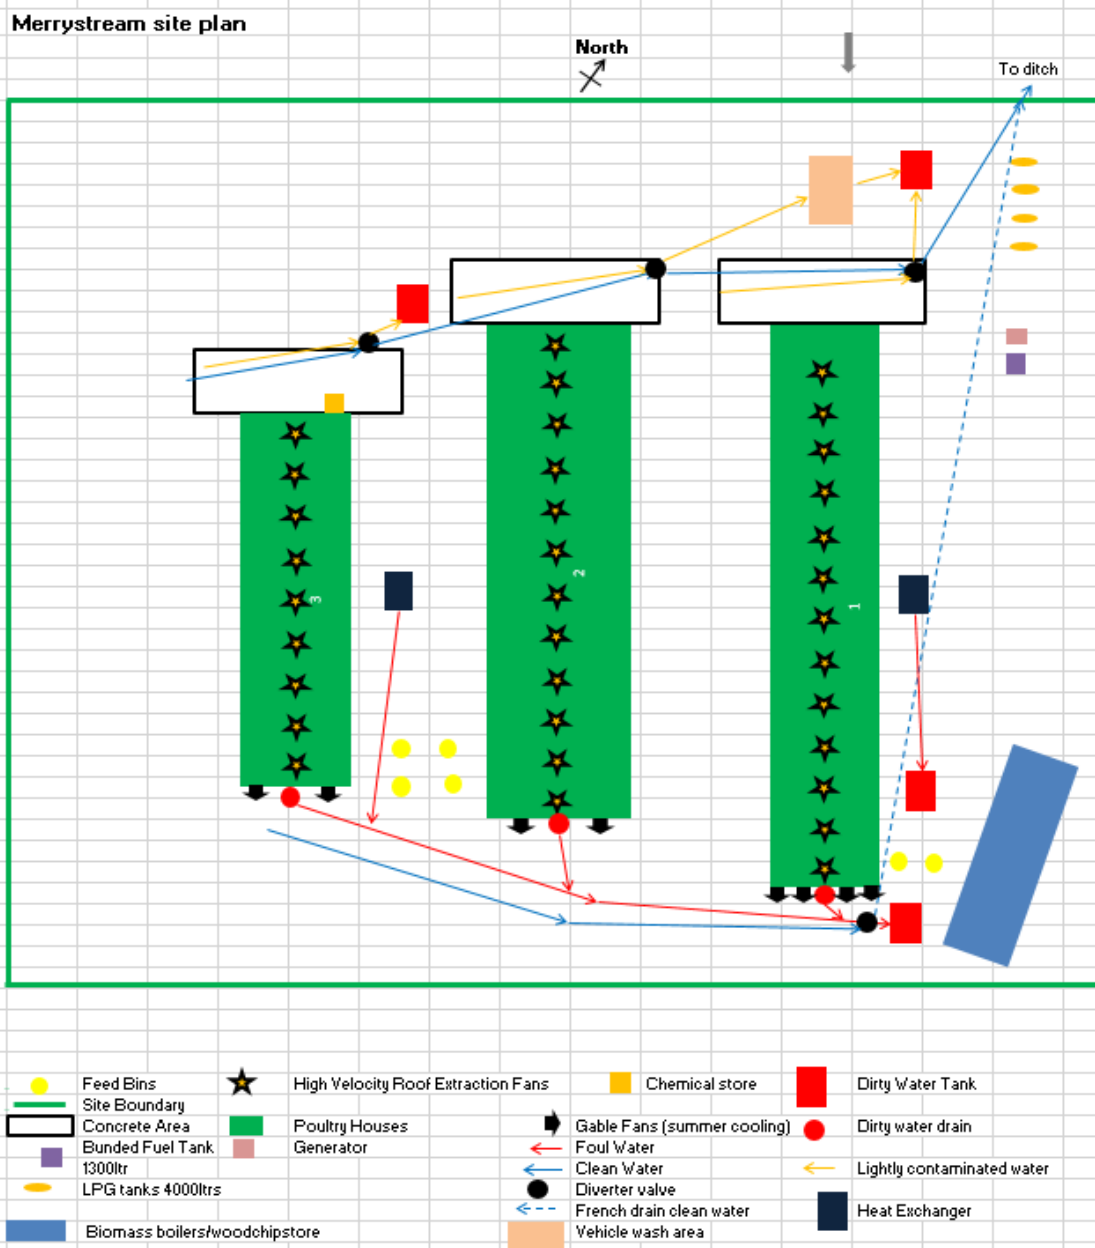 Merrystream site plan
North
To ditch
2
3
1
Feed Bins
High Velocity Roof Extraction Fans
Chemical store
Dirty Water Tank
Site Boundary
Concrete Area
Poultry Houses
Gable Fans (summer cooling)
Dirty water drain
Bunded Fuel Tank
1300ltr
Generator
Foul Water
Clean Water
Lightly contaminated water
LPG tanks 4000ltrs
Diverter valve
French drain clean water
Heat Exchanger
Biomass boilers/woodchipstore
Vehicle wash area